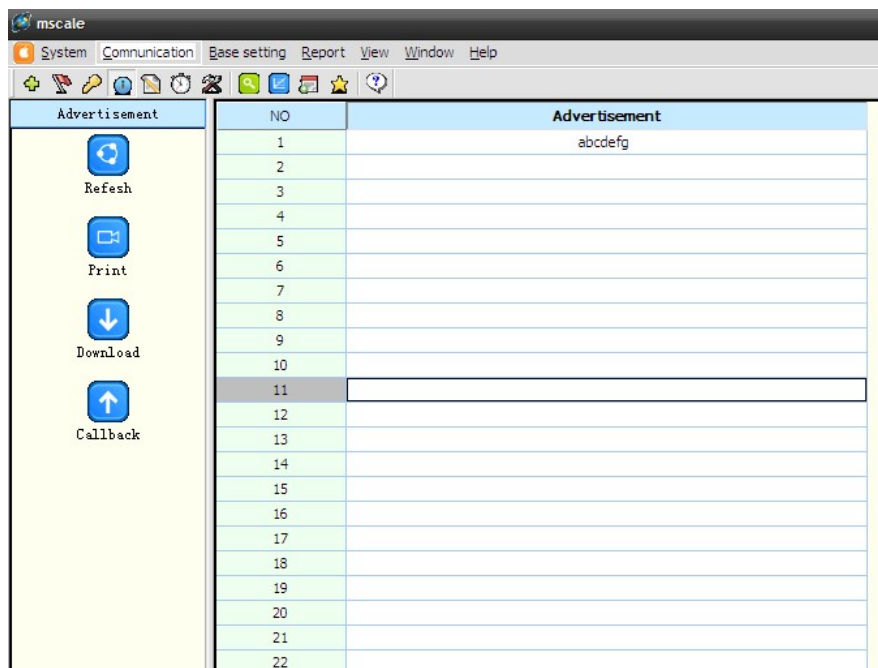 mscale
System Comnunication Base setting Report View Window Help
Advertisement
Refesh
Print
Download
Callback
NO Advertisement
1 abcdefg
2
3
4
5
6
7
8
9
10
11
12
13
14
15
16
17
18
19
20
21
22